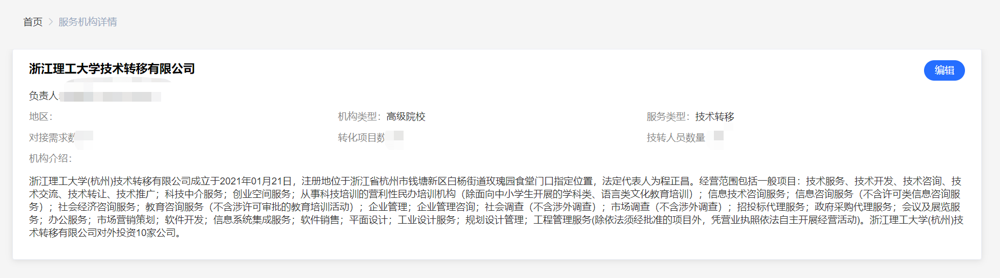 首页 > 服务机构详情
浙江理工大学技术转移有限公司
编辑
负责人
地区：
机构类型：高级院校
服务类型：技术转移
对接需求数
转化项目数
技转人员数量
机构介绍：
浙江理工大学(杭州)技术转移有限公司成立于2021年01月21日，注册地位于浙江省杭州市钱塘新区白杨街道玫瑰园食堂门口指定位置，法定代表人为程正昌。经营范围包括一般项目：技术服务、技术开发、技术咨询、技
术交流、技术转让、技术推广；科技中介服务；创业空间服务；从事科技培训的营利性民办培训机构（除面向中小学生开展的学科类、语言类文化教育培训）；信息技术咨询服务；信息咨询服务（不含许可类信息咨询服
务）；社会经济咨询服务；教育咨询服务（不含涉许可审批的教育培训活动）；企业管理；企业管理咨询；社会调查（不含涉外调查）；市场调查（不含涉外调查）；招投标代理服务；政府采购代理服务；会议及展览服
务；办公服务；市场营销策划；软件开发；信息系统集成服务；软件销售；平面设计；工业设计服务；规划设计管理；工程管理服务(除依法须经批准的项目外，凭营业执照依法自主开展经营活动)。浙江理工大学(杭州)技
术转移有限公司对外投资10家公司。